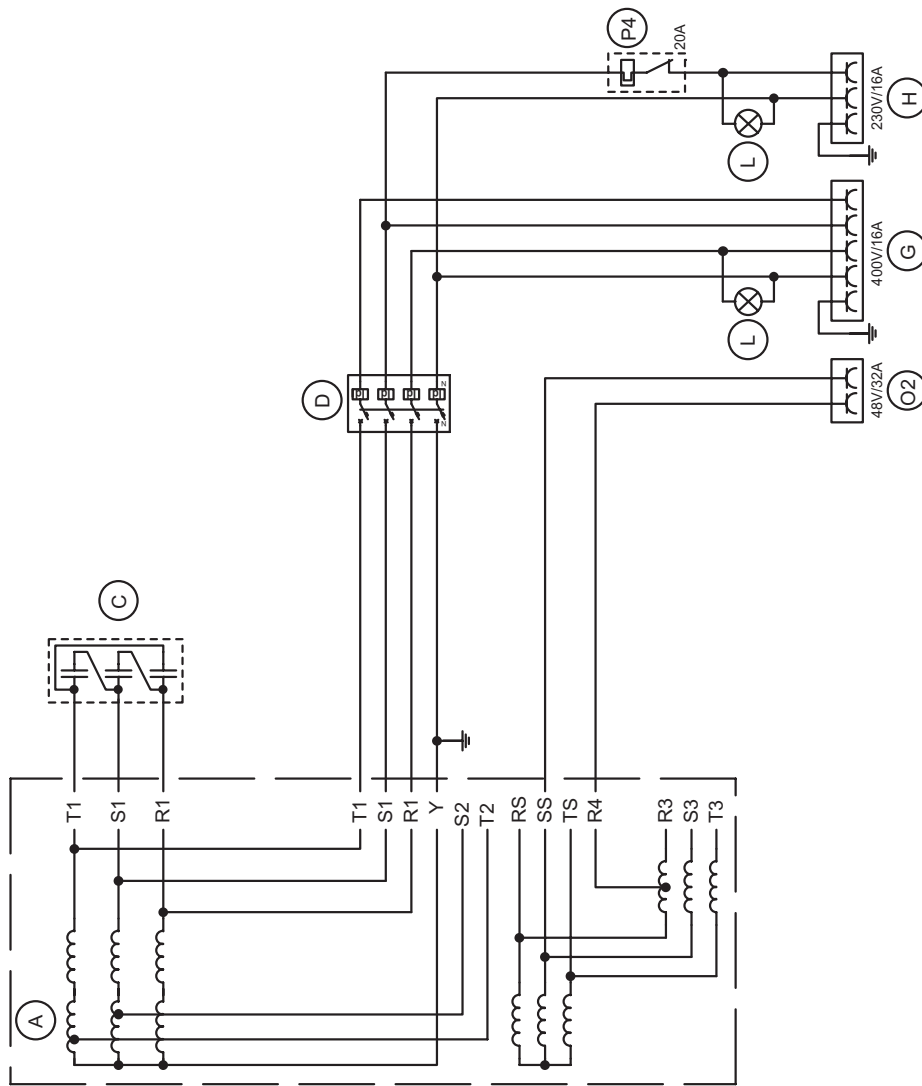 P4
20A
230V/16A
H
L
400V/16A
G
L
48V/32A
O2
D
N
N
C
T1
S1
R1
T1
S1
R1
Y
S2
T2
RS
SS
TS
R4
R3
S3
T3
A